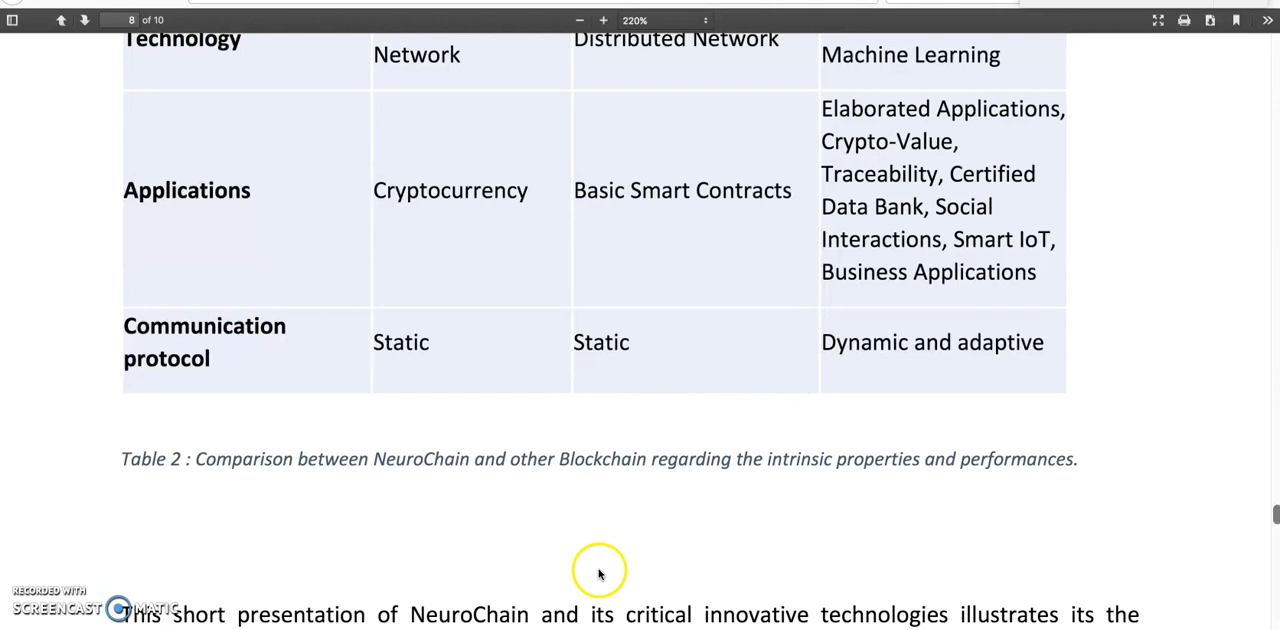 8 of 10
220%
Technology
Network
Distributed Network
Machine Learning
Applications
Cryptocurrency
Basic Smart Contracts
Elaborated Applications,
Crypto-Value,
Traceability, Certified
Data Bank, Social
Interactions, Smart IoT,
Business Applications
Communication
protocol
Static
Static
Dynamic and adaptive
Table 2 : Comparison between NeuroChain and other Blockchain regarding the intrinsic properties and performances.
This short presentation of NeuroChain and its critical innovative technologies illustrates its the
RECORDED WITH
SCREENCAST MATIC